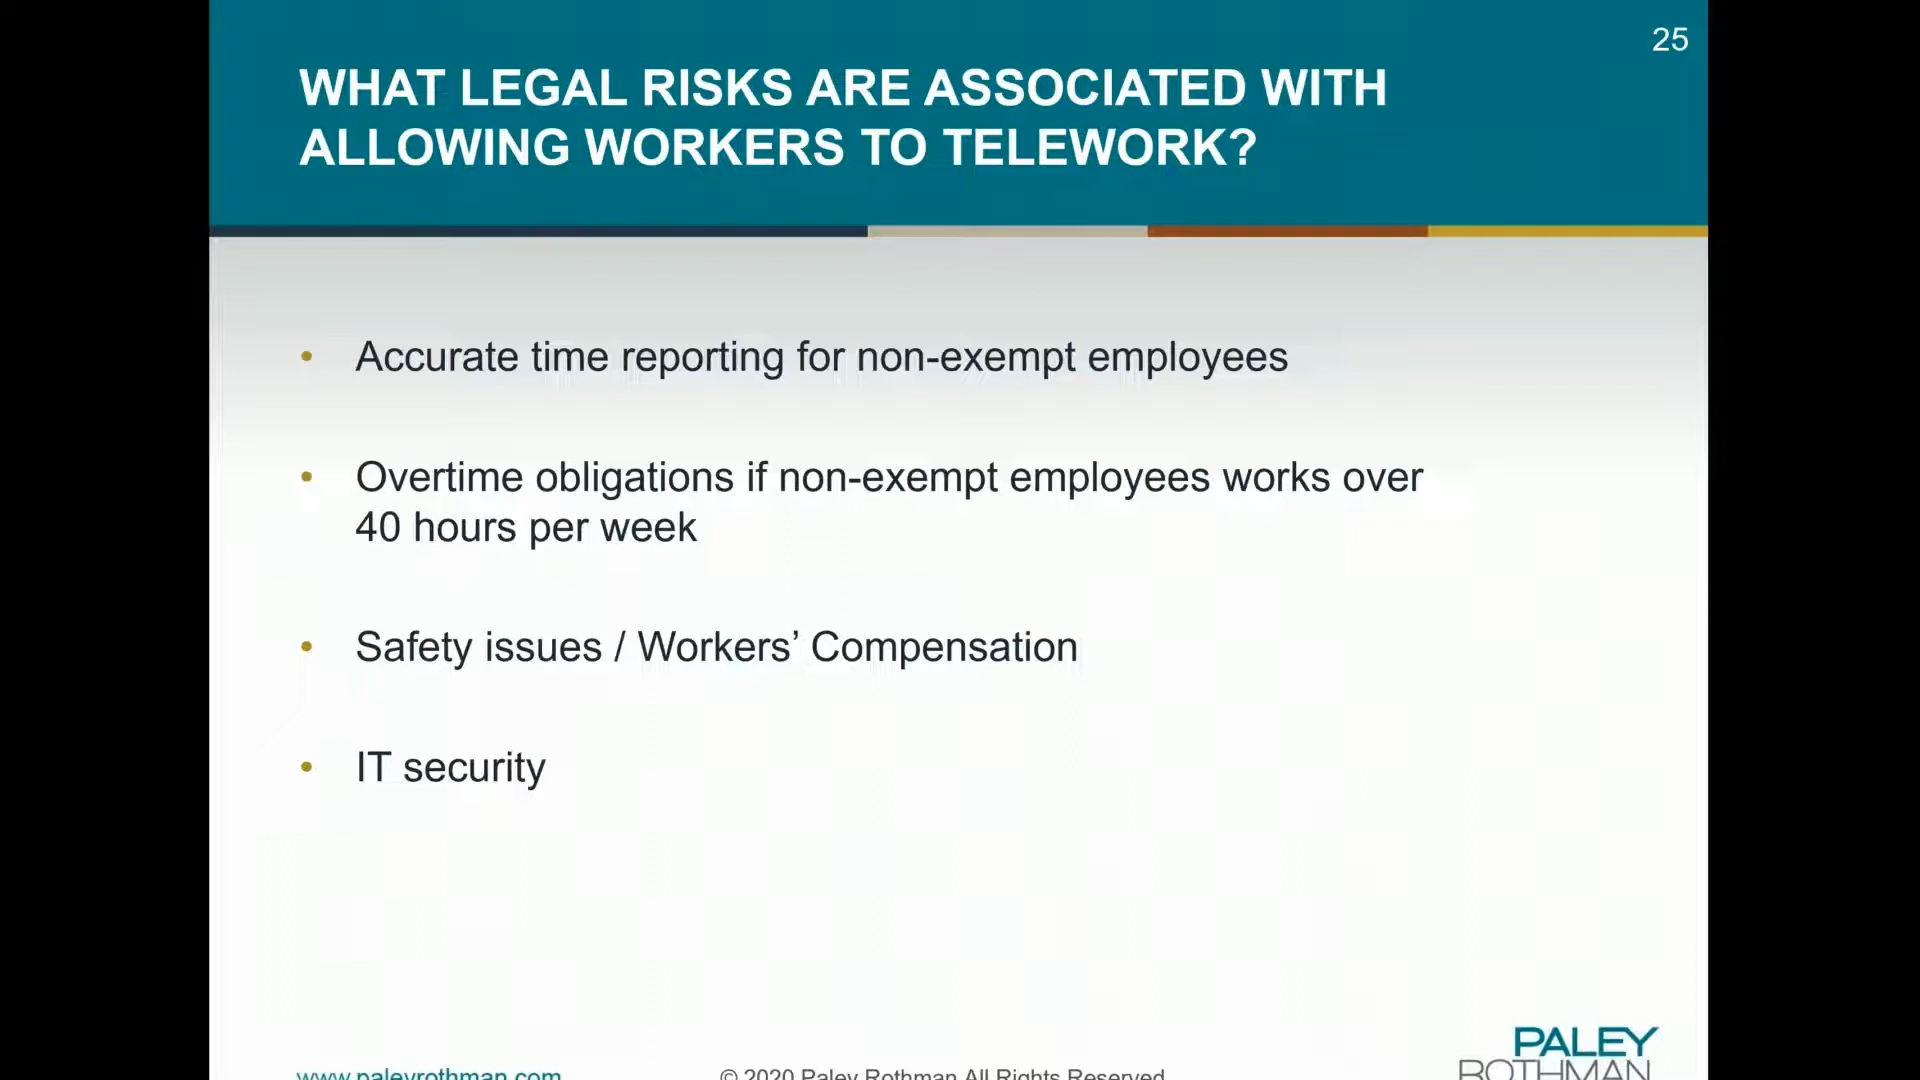 25
WHAT LEGAL RISKS ARE ASSOCIATED WITH
ALLOWING WORKERS TO TELEWORK?
• Accurate time reporting for non-exempt employees
• Overtime obligations if non-exempt employees works over
40 hours per week
• Safety issues / Workers’ Compensation
• IT security
www.paleyrothman.com
© 2020 Paley Rothman All Rights Reserved
PALEY
ROTHMAN